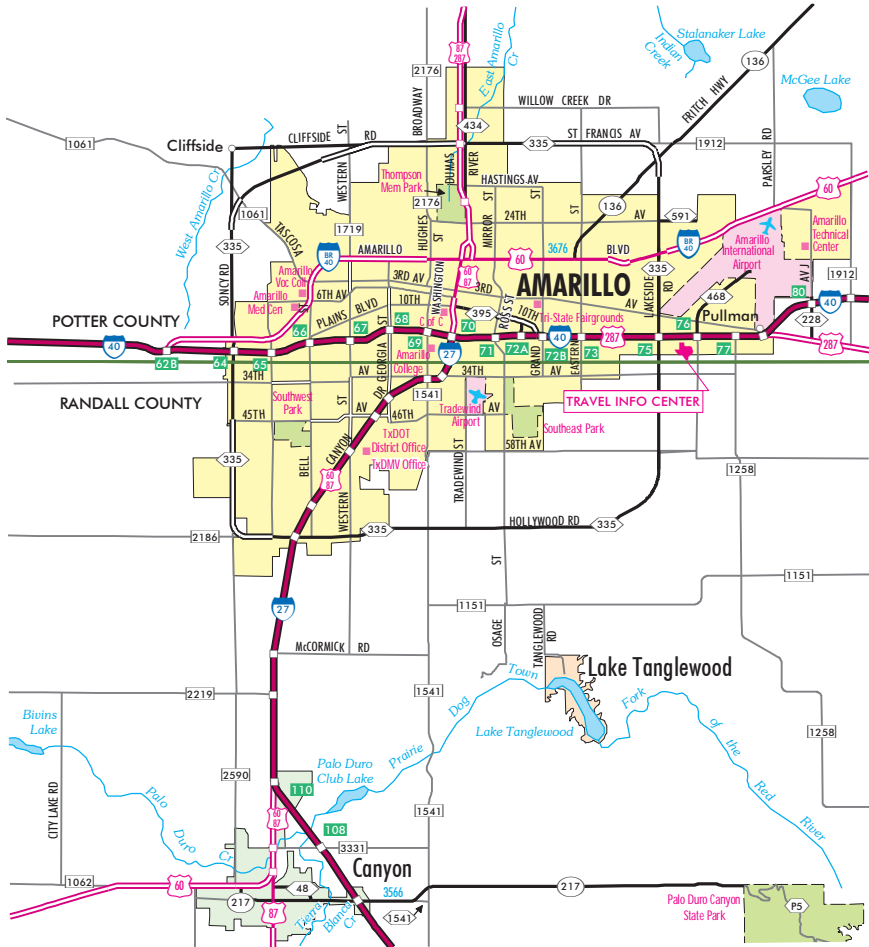 87
287
136
Stalanaker Lake
Indian
Creek
McGee Lake
East Amarillo
Cr
2176
BROADWAY
WILLOW CREEK DR
FRITCH HWY
PARSLEY RD
1061
Cliffside
CLIFFSIDE RD
WESTERN ST
434
335
ST FRANCIS AV
1912
DUMAS
RIVER
Thompson
Mem Park
HASTINGS AV
West Amarillo Cr
1061
TASCOSA
1719
2176
HUGHES ST
MIRROR ST
ST
24TH AV
136
591
60
335
SONCY RD
BR
40
AMARILLO BLVD
60
3676
BR
40
335
Amarillo
International
Airport
Amarillo
Technical
Center
Amarillo
Voc Coll
Amarillo
Med Cen
3RD AV
6TH AV
10TH
WASHINGTON
60
87
3RD AV
AMARILLO
LAKESIDE RD
468
AV J
1912
80
40
228
POTTER COUNTY
PLAINS BLVD
66
67
68
C of C
395
ROSS ST
10TH
Tri-State Fairgrounds
76
Pullman
40
62B
64
65
69
Amarillo
College
70
27
71
72A
72B
40
287
73
75
77
287
GEORGIA ST
GRAND
EASTERN
RANDALL COUNTY
34TH AV
34TH AV
1541
TRAVEL INFO CENTER
Southwest
Park
45TH AV
46TH
Tradewind
Airport
AV
Southeast Park
58TH AV
335
BELL
ST
CANYON DR
TxDOT
District Office
TxDMV Office
TRADEWIND ST
1258
60
87
WESTERN
335
HOLLYWOOD RD
335
2186
27
1151
1151
OSAGE ST
TANGLEWOOD RD
McCORMICK RD
Lake Tanglewood
2219
1541
Prairie Dog Town Fork of the Red River
Lake Tanglewood
Bivins
Lake
1258
CITY LAKE RD
Palo Duro Cr
2590
Palo Duro
Club Lake
110
60
87
1541
108
3331
Canyon
1062
60
217
48
3566
87
Tierra
Blanca
Cr
1541
217
Palo Duro Canyon
State Park
P5